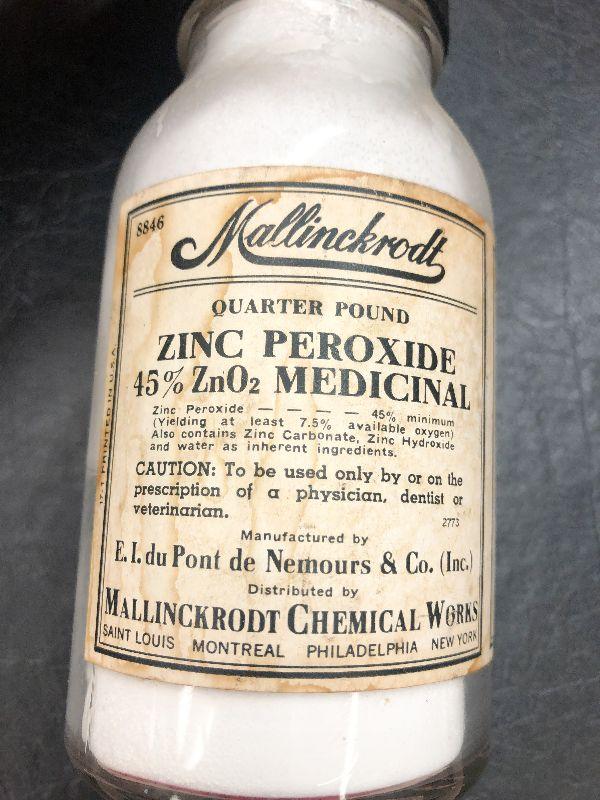 8846
Mallinckrodt
QUARTER POUND
ZINC PEROXIDE
45% ZnO₂ MEDICINAL
Zinc Peroxide — — — — 45% minimum
(Yielding at least 7.5% available oxygen)
Also contains Zinc Carbonate, Zinc Hydroxide
and water as inherent ingredients.
CAUTION: To be used only by or on the
prescription of a physician, dentist or
veterinarian.
2773
Manufactured by
E. I. du Pont de Nemours & Co. (Inc.)
Distributed by
MALLINCKRODT CHEMICAL WORKS
SAINT LOUIS MONTREAL PHILADELPHIA NEW YORK
PRINTED IN U.S.A.